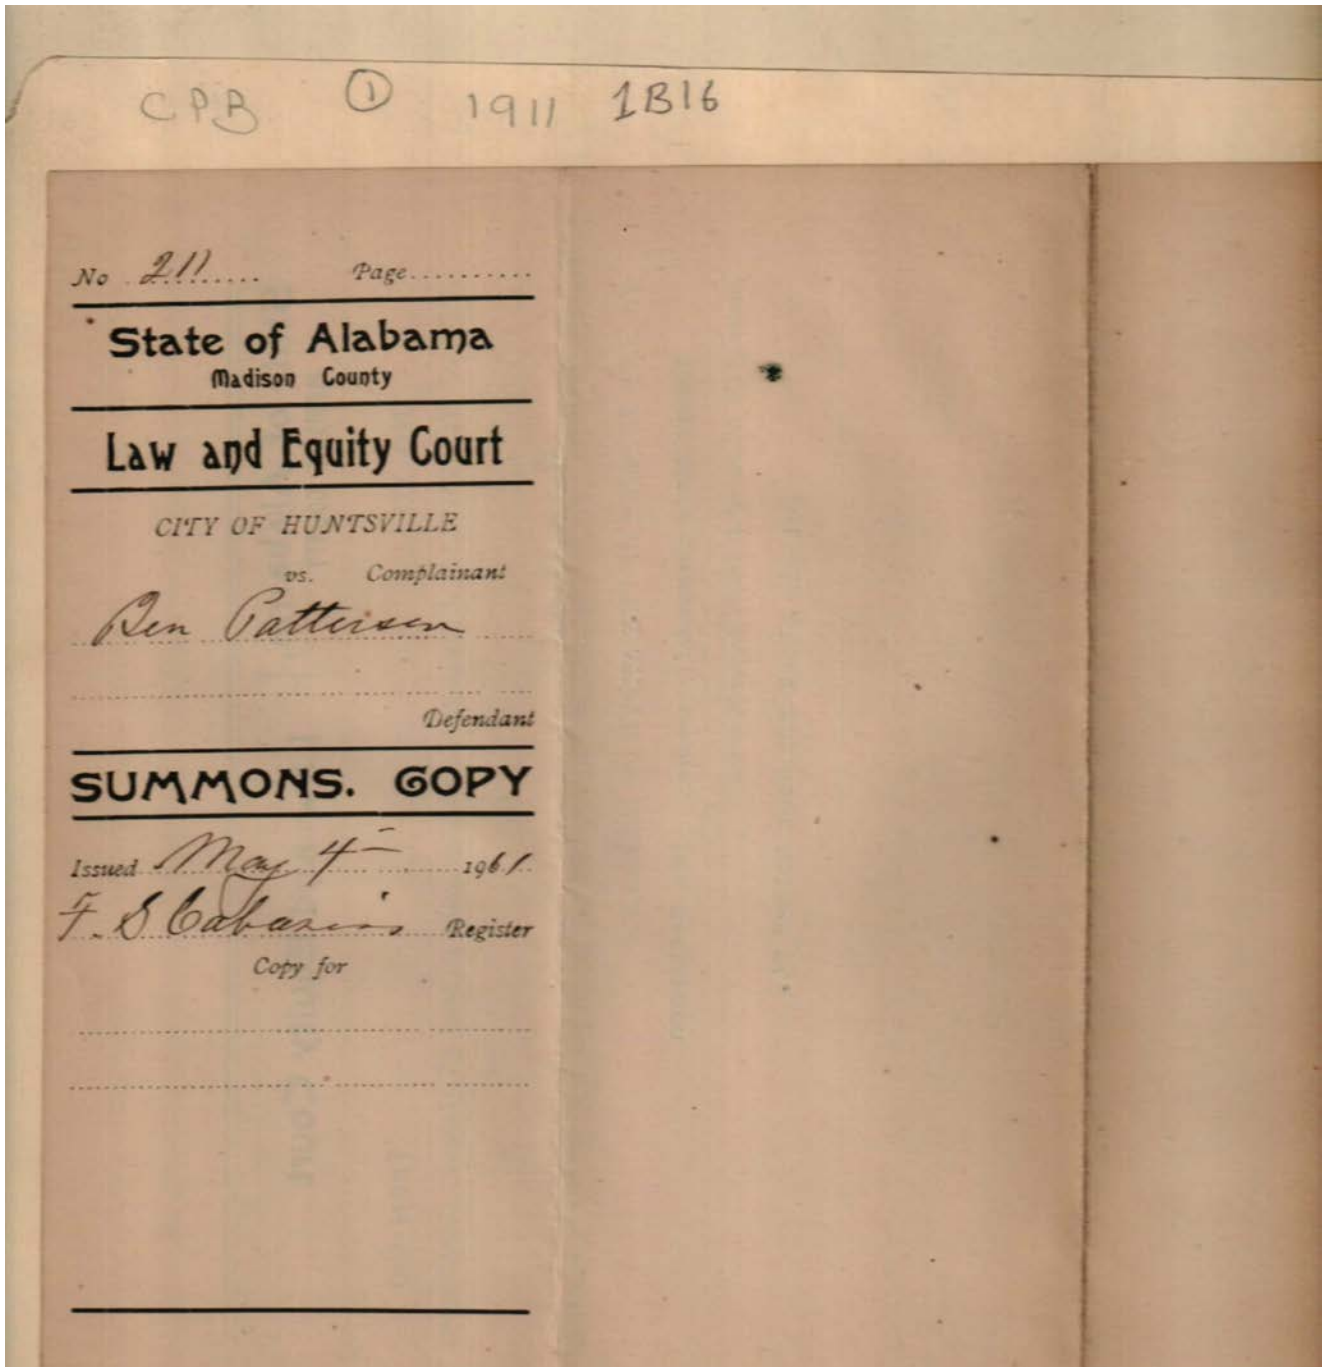 CPB ① 1911 1B16
No. 211 Page
State of Alabama
Madison County
Law and Equity Court
CITY OF HUNTSVILLE
vs. Complainant
Ben Patterson
Defendant
SUMMONS. COPY
Issued May 4 1911
F. S Register
Copy for